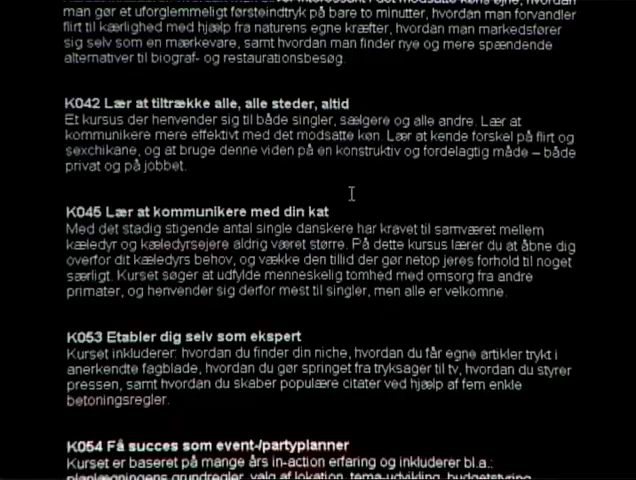 man gør et uforglemmeligt førsteindtryk på bare to minutter, hvordan man forvandler
flirt til kærlighed med hjælp fra naturens egne kræfter, hvordan man markedsfører
sig selv som en mærkevare, samt hvordan man finder nye og mere spændende
alternativer til biograf- og restaurationsbesøg.
K042 Lær at tiltrække alle, alle steder, altid
Et kursus der henvender sig til både singler, sælgere og alle andre. Lær at
kommunikere mere effektivt med det modsatte køn. Lær at kende forskel på flirt og
sexchikane, og at bruge denne viden på en konstruktiv og fordelagtig måde – både
privat og på jobbet.
K045 Lær at kommunikere med din kat
Med det stadig stigende antal single danskere har kravet til samværet mellem
kæledyr og kæledyrsejere aldrig været større. På dette kursus lærer du at åbne dig
overfor dit kæledyrs behov, og vække den tillid der gør netop jeres forhold til noget
særligt. Kurset søger at udfylde menneskelig tomhed med omsorg fra andre
primater, og henvender sig derfor mest til singler, men alle er velkomne.
K053 Etabler dig selv som ekspert
Kurset inkluderer: hvordan du finder din niche, hvordan du får egne artikler trykt i
anerkendte fagblade, hvordan du gør springet fra tryksager til tv, hvordan du styrer
pressen, samt hvordan du skaber populære citater ved hjælp af fem enkle
betoningsregler.
K054 Få succes som event-/partyplanner
Kurset er baseret på mange års in-action erfaring og inkluderer bl.a.:
planlægningens grundregler, valg af lokation, tema-udvikling, budgetstyring,